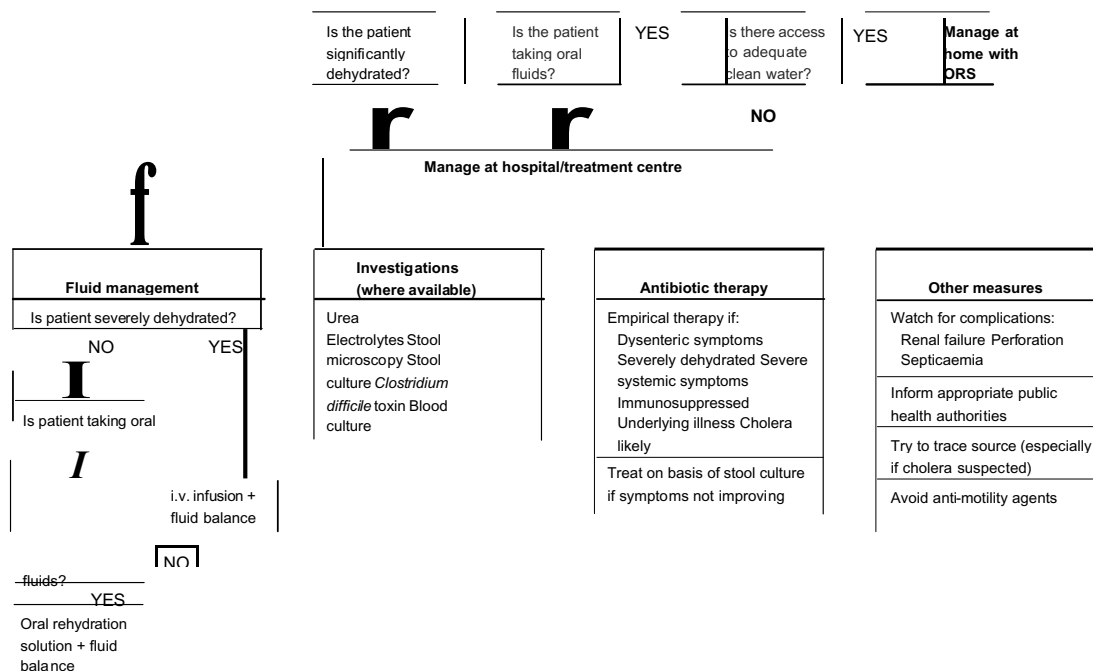 Is the patient
significantly
dehydrated?
Is the patient
taking oral
fluids?
YES
Is there access
to adequate
clean water?
YES
Manage at
home with
ORS
r
r
NO
Manage at hospital/treatment centre
f
Fluid management
Is patient severely dehydrated?
NO
YES
I
Is patient taking oral
I
i.v. infusion +
fluid balance
NO
fluids?
YES
Oral rehydration
solution + fluid
balance
Investigations
(where available)
Urea
Electrolytes Stool
microscopy Stool
culture Clostridium
difficile toxin Blood
culture
Antibiotic therapy
Empirical therapy if:
Dysenteric symptoms
Severely dehydrated Severe
systemic symptoms
Immunosuppressed
Underlying illness Cholera
likely
Treat on basis of stool culture
if symptoms not improving
Other measures
Watch for complications:
Renal failure Perforation
Septicaemia
Inform appropriate public
health authorities
Try to trace source (especially
if cholera suspected)
Avoid anti-motility agents